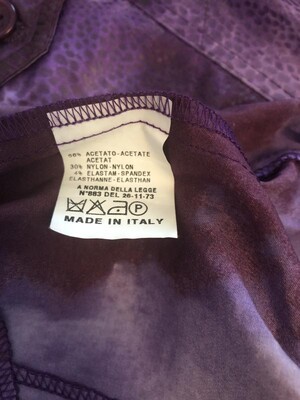 66% ACETATO-ACETATE
ACETAT
30% NYLON-NYLON
4% ELASTAM-SPANDEX
ELASTHANNE-ELASTHAN
A NORMA DELLA LEGGE
N°883 DEL 26-11-73
P
MADE IN ITALY